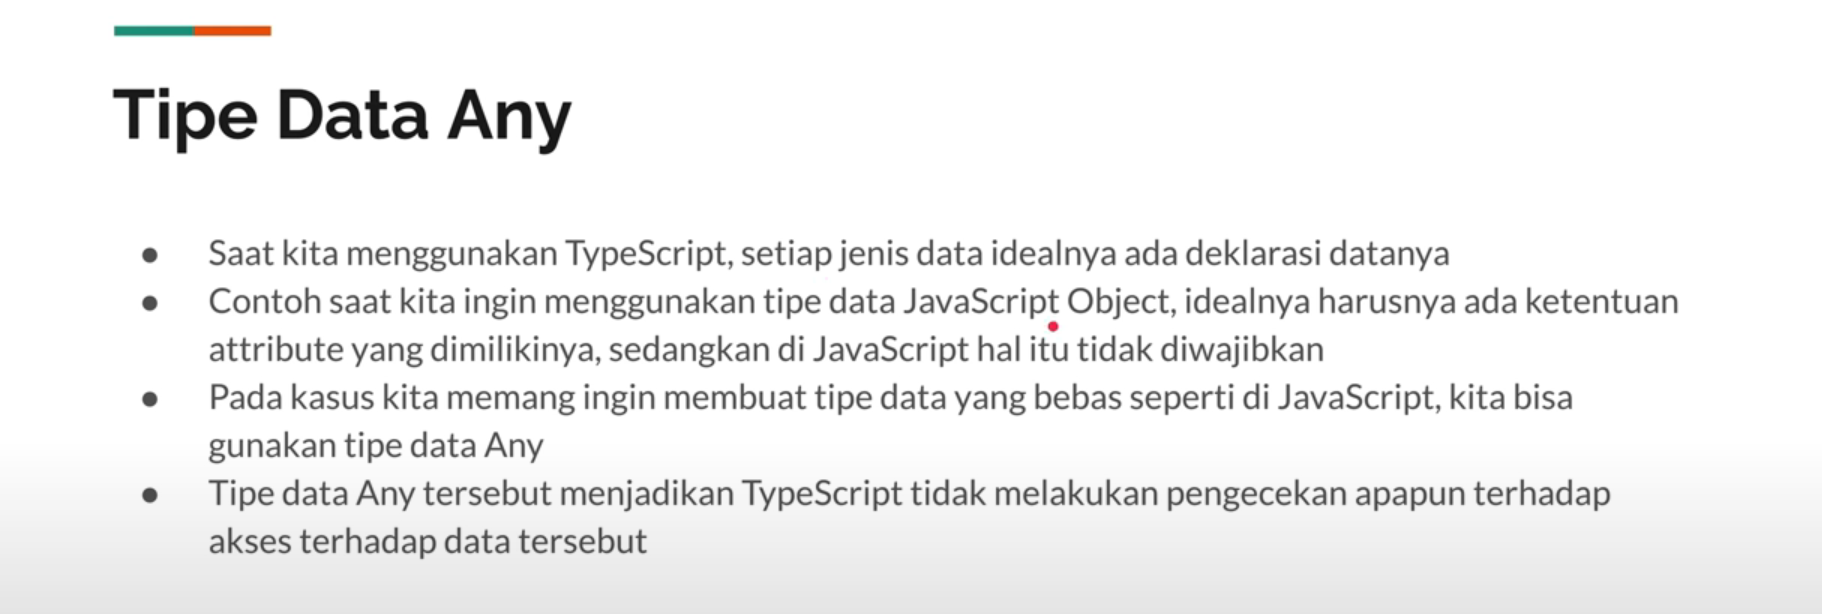 Tipe Data Any
● Saat kita menggunakan TypeScript, setiap jenis data idealnya ada deklarasi datanya
● Contoh saat kita ingin menggunakan tipe data JavaScript Object, idealnya harusnya ada ketentuan
attribute yang dimilikinya, sedangkan di JavaScript hal itu tidak diwajibkan
● Pada kasus kita memang ingin membuat tipe data yang bebas seperti di JavaScript, kita bisa
gunakan tipe data Any
● Tipe data Any tersebut menjadikan TypeScript tidak melakukan pengecekan apapun terhadap
akses terhadap data tersebut